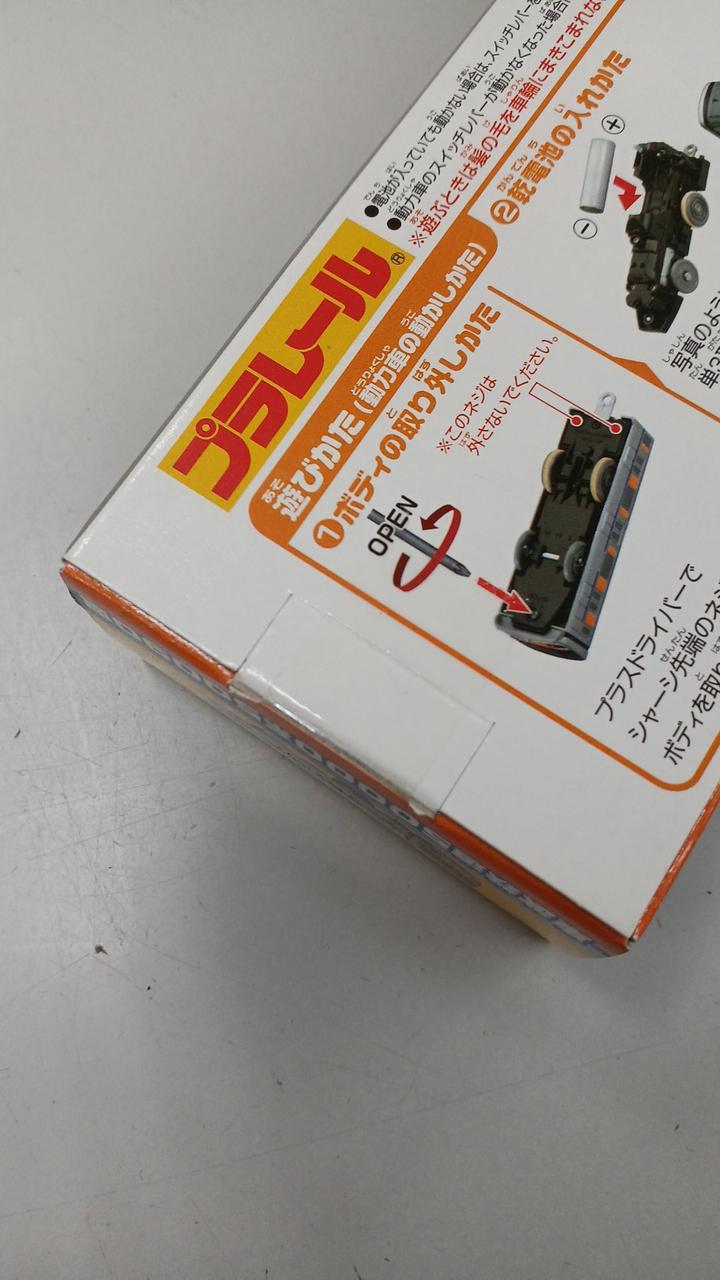 プラレール®
●電池が入っていても動かない場合は、スイッチレバーを
●動力車のスイッチレバーが動かなくなった場合
※遊ぶときは髪の毛を車輪にまきこまれな
遊びかた(動力車の動かしかた)
①ボディの取り外しかた
※このネジは
外さないでください。
OPEN
プラスドライバーで
シャーシ先端のネジ
ボディを取り
②乾電池の入れかた
+
-
写真のよう
単3